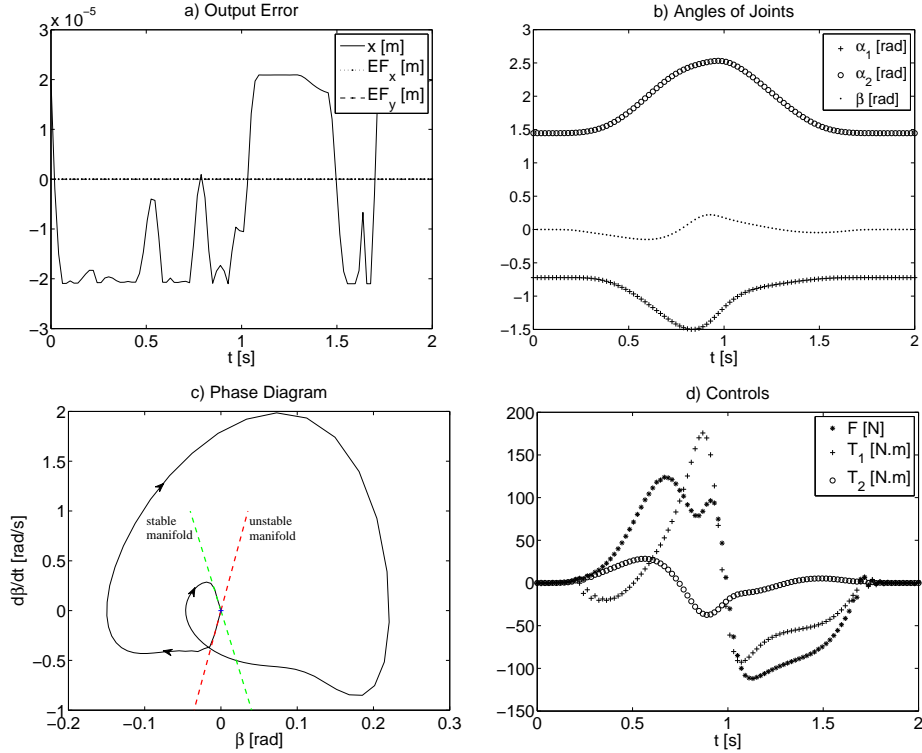 a) Output Error
x 10⁻⁵
3
2
1
0
−1
−2
−3
0
0.5
1
1.5
2
t [s]
x [m]
EF_x [m]
EF_y [m]
b) Angles of Joints
3
2.5
2
1.5
1
0.5
0
−0.5
−1
−1.5
0
0.5
1
1.5
2
t [s]
α_1 [rad]
α_2 [rad]
β [rad]
c) Phase Diagram
dβ/dt [rad/s]
2
1.5
1
0.5
0
−0.5
−1
−0.2
−0.1
0
0.1
0.2
0.3
β [rad]
stable
manifold
unstable
manifold
d) Controls
200
150
100
50
0
−50
−100
−150
0
0.5
1
1.5
2
t [s]
F [N]
T_1 [N.m]
T_2 [N.m]